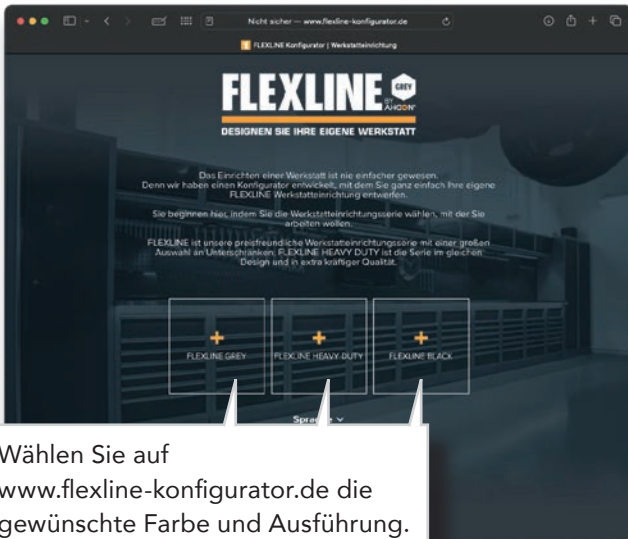 Nicht sicher — www.flexline-konfigurator.de
FLEXLINE Konfigurator | Werkstatteinrichtung
FLEXLINE
GREY
BY
AHCON®
DESIGNEN SIE IHRE EIGENE WERKSTATT
Das Einrichten einer Werkstatt ist nie einfacher gewesen.
Denn wir haben einen Konfigurator entwickelt, mit dem Sie ganz einfach Ihre eigene
FLEXLINE Werkstatteinrichtung entwerfen.
Sie beginnen hier, indem Sie die Werkstatteinrichtungsserie wählen, mit der Sie
arbeiten wollen.
FLEXLINE ist unsere preisfreundliche Werkstatteinrichtungsserie mit einer großen
Auswahl an Unterschränken. FLEXLINE HEAVY DUTY ist die Serie im gleichen
Design und in extra kräftiger Qualität.
FLEXLINE GREY
FLEXLINE HEAVY DUTY
FLEXLINE BLACK
Sprache
Wählen Sie auf
www.flexline-konfigurator.de die
gewünschte Farbe und Ausführung.